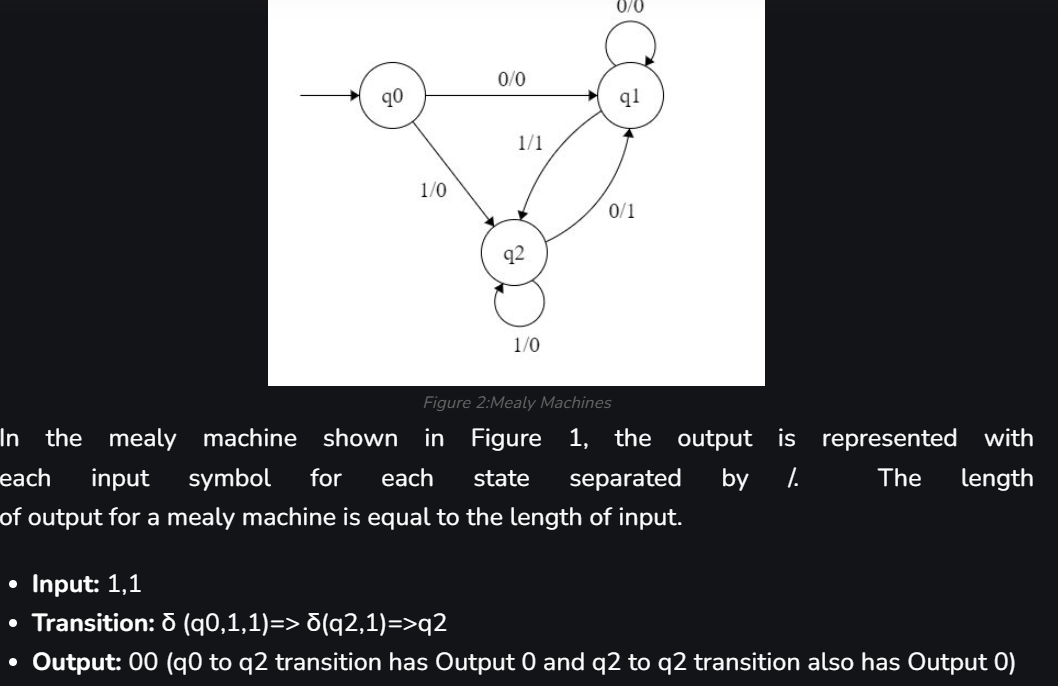 0/0
0/0
q0
q1
1/1
1/0
0/1
q2
1/0
Figure 2:Mealy Machines
In the mealy machine shown in Figure 1, the output is represented with
each input symbol for each state separated by /. The length
of output for a mealy machine is equal to the length of input.
• Input: 1,1
• Transition: δ (q0,1,1)=> δ(q2,1)=>q2
• Output: 00 (q0 to q2 transition has Output 0 and q2 to q2 transition also has Output 0)